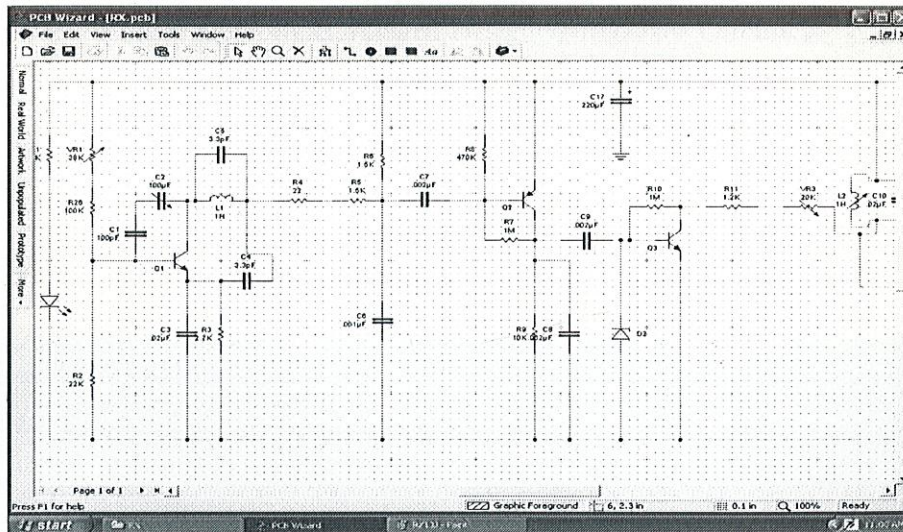 PCB Wizard - [RX.pcb]
File Edit View Insert Tools Window Help
Normal Real World Artwork Unpopulated Prototype More
C17
220µF
C5
3.3pF
VR1
R6
1.5K
R8
470K
C2
100µF
L1
1H
R4
22
R5
1.5K
C7
.002µF
R10
1M
R11
1.2K
VR3
20K
L2
1H
C10
.02µF
100K
C1
100pF
Q2
R7
1M
C9
.002µF
Q1
C4
3.3pF
Q3
C3
.02µF
R3
2.7K
C6
.001µF
R9
10K
C8
.002µF
D3
R2
22K
Page 1 of 1
Press F1 for help
Graphic Foreground
6, 2.3 in
0.1 in
100%
Ready
start
PCB Wizard